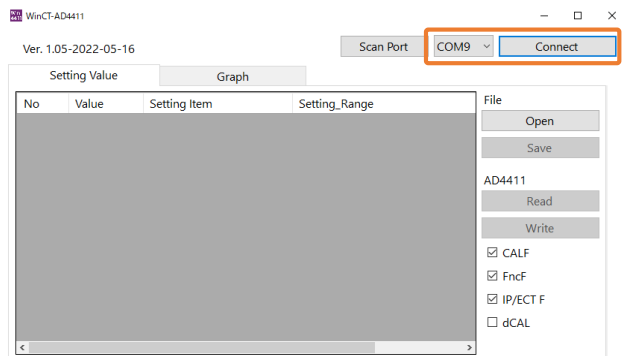 WinCT-AD4411
Ver. 1.05-2022-05-16
Scan Port
COM9
Connect
Setting Value
Graph
No Value Setting Item Setting_Range
File
Open
Save
AD4411
Read
Write
CALF
FncF
IP/ECT F
dCAL